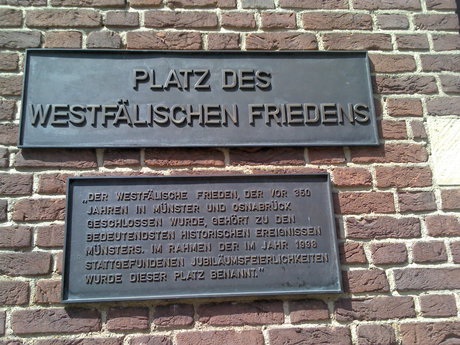 PLATZ DES
WESTFÄLISCHEN FRIEDENS
„DER WESTFÄLISCHE FRIEDEN, DER VOR 350
JAHREN IN MÜNSTER UND OSNABRÜCK
GESCHLOSSEN WURDE, GEHÖRT ZU DEN
BEDEUTENDSTEN HISTORISCHEN EREIGNISSEN
MÜNSTERS. IM RAHMEN DER IM JAHR 1998
STATTGEFUNDENEN JUBILÄUMSFEIERLICHKEITEN
WURDE DIESER PLATZ BENANNT."